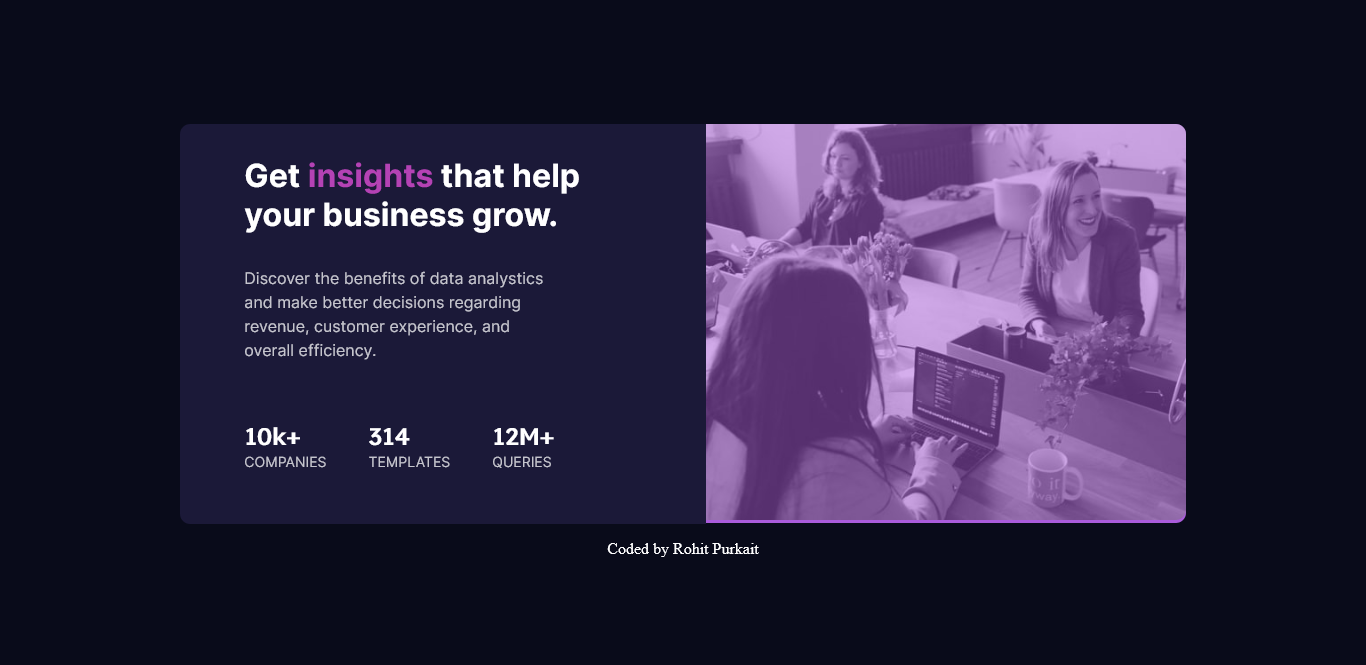 Get insights that help
your business grow.
Discover the benefits of data analystics
and make better decisions regarding
revenue, customer experience, and
overall efficiency.
10k+ 314 12M+
COMPANIES TEMPLATES QUERIES
Coded by Rohit Purkait